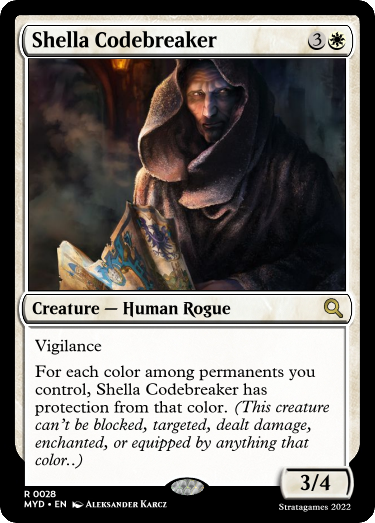 Shella Codebreaker 3
Creature — Human Rogue
Vigilance
For each color among permanents you
control, Shella Codebreaker has
protection from that color. (This creature
can't be blocked, targeted, dealt damage,
enchanted, or equipped by anything that
color..)
3/4
R 0028
MYD • EN Aleksander Karcz
Stratagames 2022